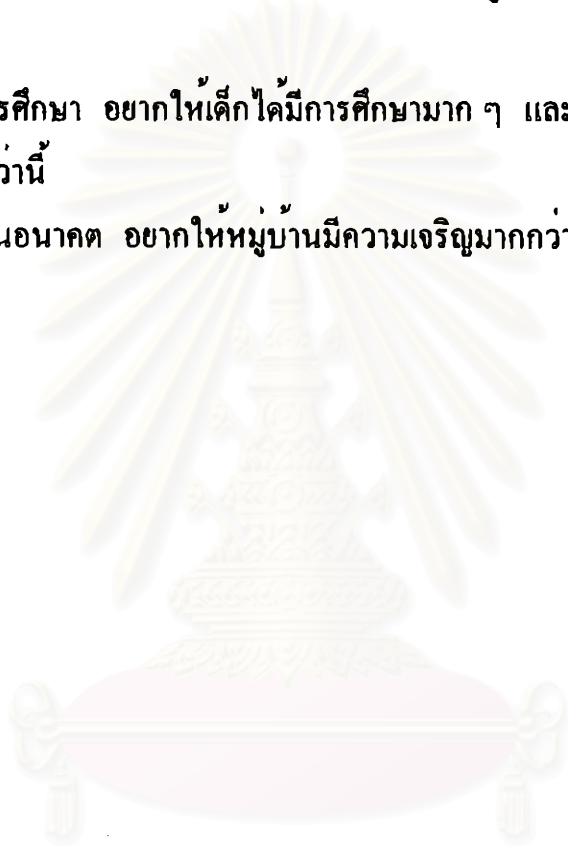 รศึกษา อยากให้เด็กได้มีการศึกษามาก ๆ และ
ว่านี้
นอนาคต อยากให้หมู่บ้านมีความเจริญมากกว่า